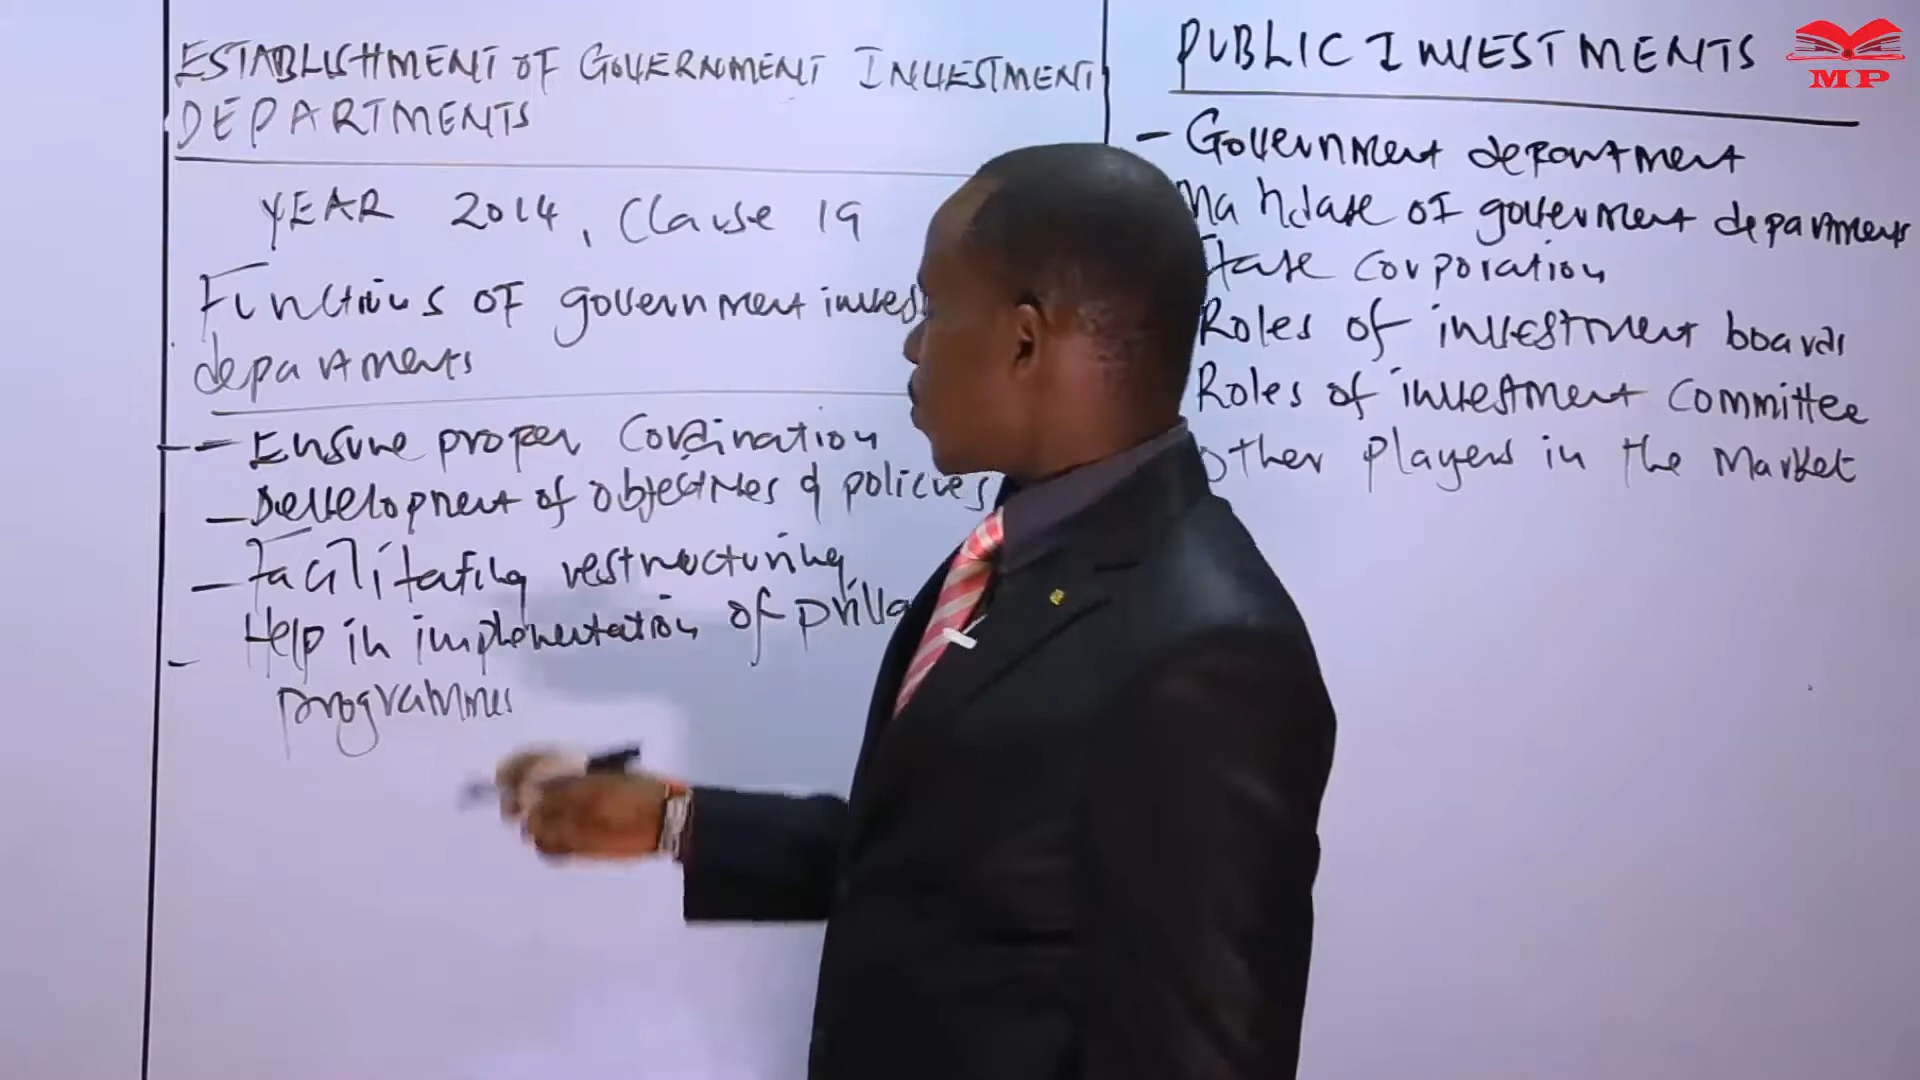 ESTABLISHMENT OF GOVERNMENT INVESTMENT
DEPARTMENTS
YEAR 2014, Clause 19
Functions of government inves
departments
- Ensure proper Cordination
- Development of objectives & policies
- Facilitating restructuring
- Help in implementation of
programmes
PUBLIC INVESTMENTS
- Government department
Mandate of government departments
State Corporation
Roles of investment boards
Roles of investment Committee
other players in the Market
MP